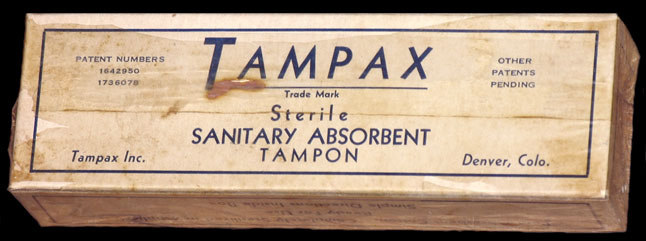 PATENT NUMBERS
1642950
1736078
TAMPAX
Trade Mark
Sterile
SANITARY ABSORBENT
TAMPON
OTHER
PATENTS
PENDING
Tampax Inc.
Denver, Colo.